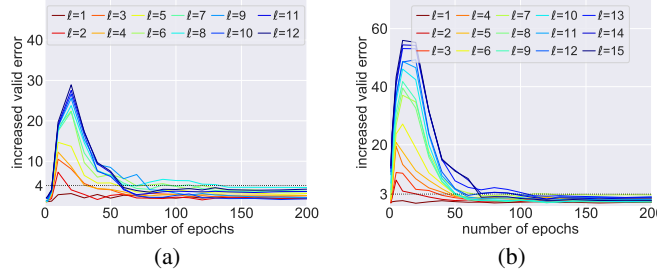 ℓ=1 ℓ=3 ℓ=5 ℓ=7 ℓ=9 ℓ=11
ℓ=2 ℓ=4 ℓ=6 ℓ=8 ℓ=10 ℓ=12
increased valid error
40
30
20
10
4
0 50 100 150 200
number of epochs
(a)
ℓ=1 ℓ=4 ℓ=7 ℓ=10 ℓ=13
ℓ=2 ℓ=5 ℓ=8 ℓ=11 ℓ=14
ℓ=3 ℓ=6 ℓ=9 ℓ=12 ℓ=15
increased valid error
60
40
20
3
0 50 100 150 200
number of epochs
(b)